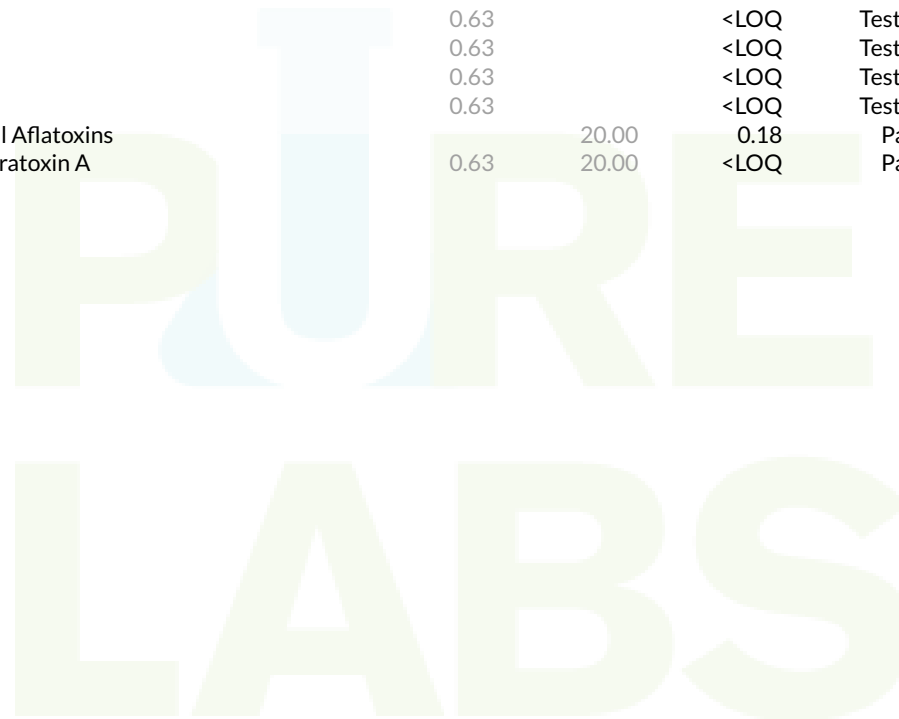 0.63 <LOQ Test
0.63 <LOQ Test
0.63 <LOQ Test
0.63 <LOQ Test
l Aflatoxins 20.00 0.18 Pa
ratoxin A 0.63 20.00 <LOQ Pa
PURE
LABS